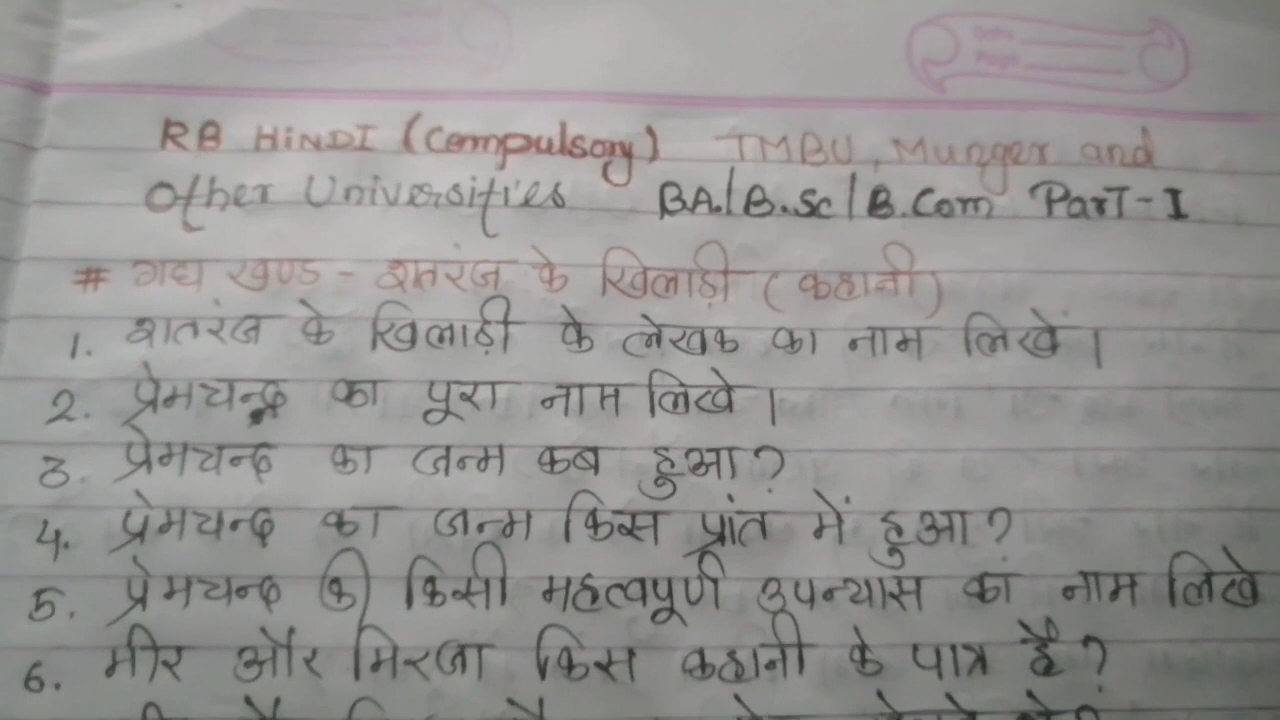 RB HINDI (Compulsory) TMBU, Munger and
Other Universities BA/B.Sc/B.Com Part-I
# गद्य खण्ड - शतरंज के खिलाड़ी (कहानी)
1. शतरंज के खिलाड़ी के लेखक का नाम लिखें।
2. प्रेमचन्द्र का पूरा नाम लिखे।
3. प्रेमचन्द का जन्म कब हुआ?
4. प्रेमचन्द का जन्म किस प्रांत में हुआ?
5. प्रेमचन्द की किसी महत्वपूर्ण उपन्यास का नाम लिखे
6. मीर और मिरजा किस कहानी के पात्र है?